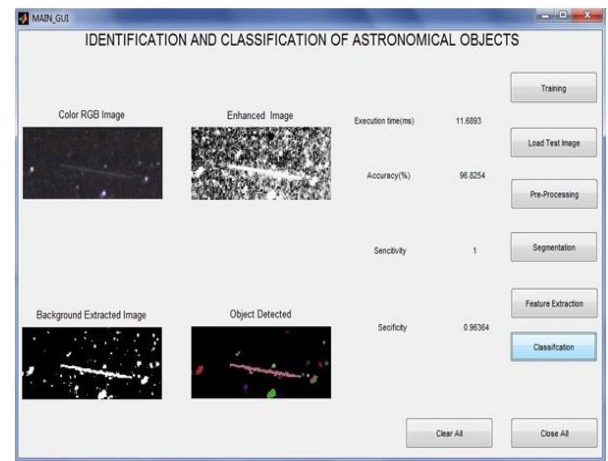 MAIN_GUI
IDENTIFICATION AND CLASSIFICATION OF ASTRONOMICAL OBJECTS
Training
Color RGB Image
Enhanced Image
Execution time(ms) 11.6893
Load Test Image
Accuracy(%) 96.8254
Pre-Processing
Sencitivity 1
Segmentation
Feature Extraction
Background Extracted Image
Object Detected
Secificity 0.96364
Classifcation
Clear All
Close All